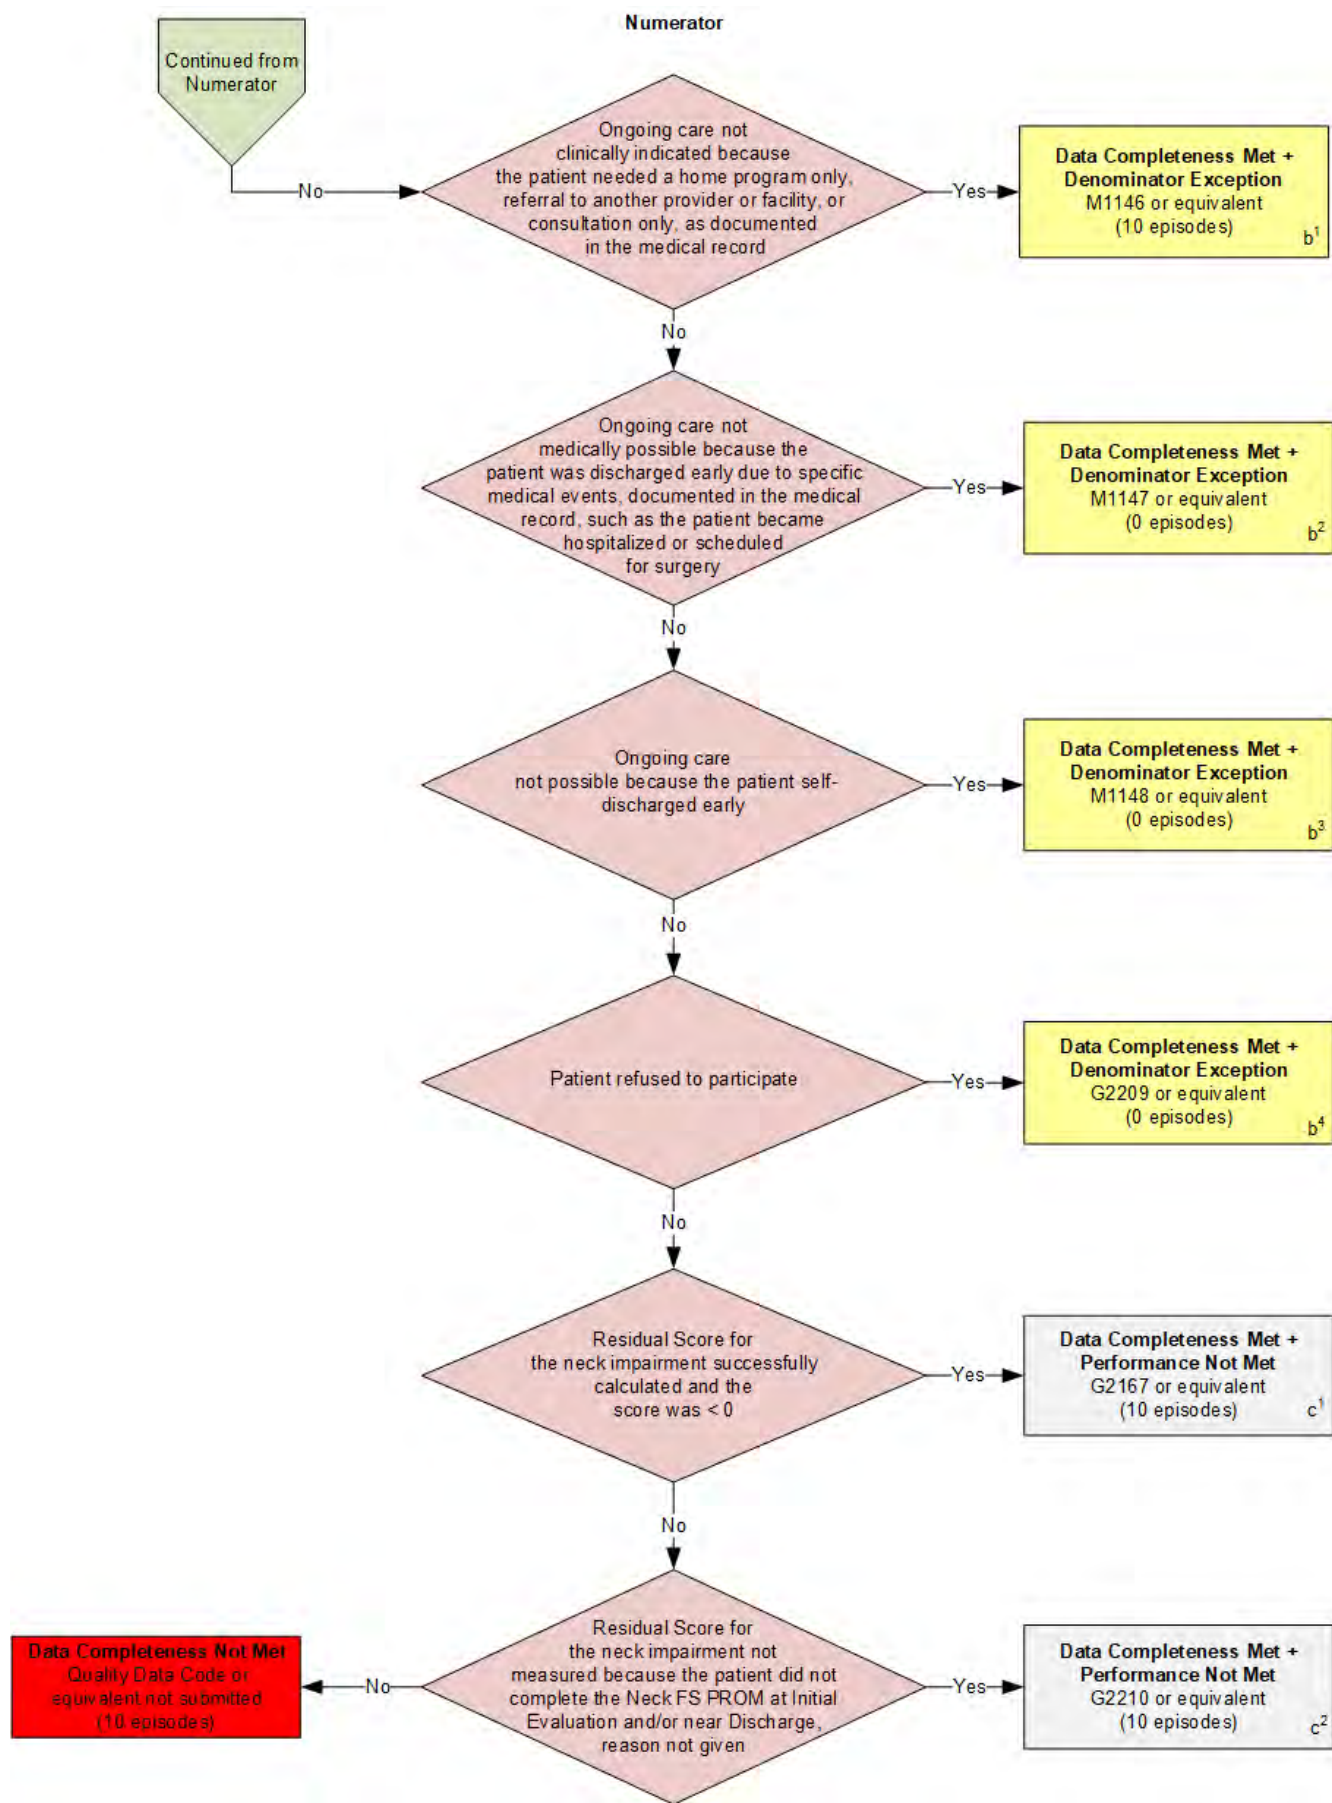 Numerator
Continued from
Numerator
No
Ongoing care not
clinically indicated because
the patient needed a home program only,
referral to another provider or facility, or
consultation only, as documented
in the medical record
Yes
Data Completeness Met +
Denominator Exception
M1146 or equivalent
(10 episodes)
b1
No
Ongoing care not
medically possible because the
patient was discharged early due to specific
medical events, documented in the medical
record, such as the patient became
hospitalized or scheduled
for surgery
Yes
Data Completeness Met +
Denominator Exception
M1147 or equivalent
(0 episodes)
b2
No
Ongoing care
not possible because the patient self-
discharged early
Yes
Data Completeness Met +
Denominator Exception
M1148 or equivalent
(0 episodes)
b3
No
Patient refused to participate
Yes
Data Completeness Met +
Denominator Exception
G2209 or equivalent
(0 episodes)
b4
No
Residual Score for
the neck impairment successfully
calculated and the
score was < 0
Yes
Data Completeness Met +
Performance Not Met
G2167 or equivalent
(10 episodes)
c1
No
Residual Score for
the neck impairment not
measured because the patient did not
complete the Neck FS PROM at Initial
Evaluation and/or near Discharge,
reason not given
Yes
Data Completeness Met +
Performance Not Met
G2210 or equivalent
(10 episodes)
c2
No
Data Completeness Not Met
Quality Data Code or
equivalent not submitted
(10 episodes)